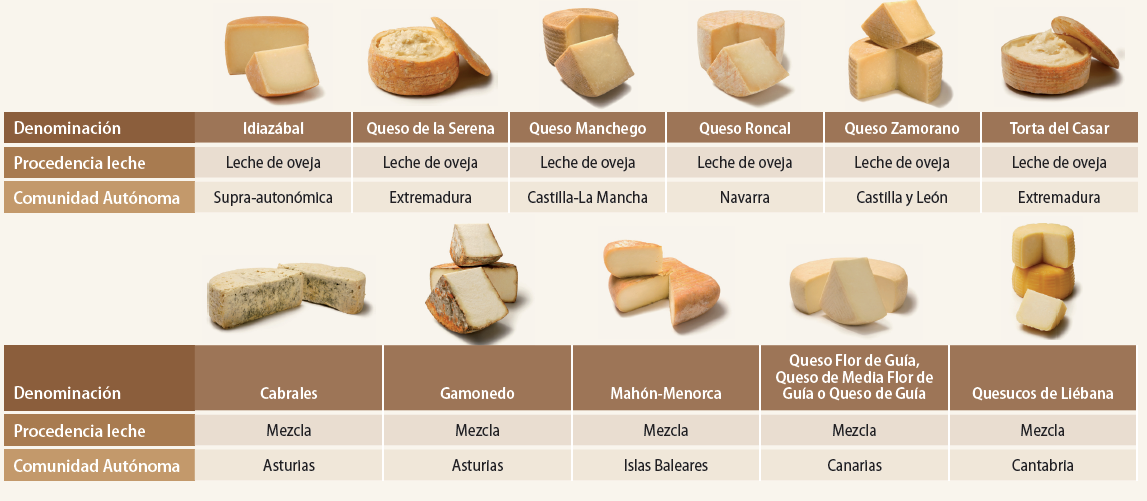 Denominación Idiazábal Queso de la Serena Queso Manchego Queso Roncal Queso Zamorano Torta del Casar
Procedencia leche Leche de oveja Leche de oveja Leche de oveja Leche de oveja Leche de oveja Leche de oveja
Comunidad Autónoma Supra-autonómica Extremadura Castilla-La Mancha Navarra Castilla y León Extremadura
Queso Flor de Guía,
Queso de Media Flor de
Denominación Cabrales Gamonedo Mahón-Menorca Guía o Queso de Guía Quesucos de Liébana
Procedencia leche Mezcla Mezcla Mezcla Mezcla Mezcla
Comunidad Autónoma Asturias Asturias Islas Baleares Canarias Cantabria